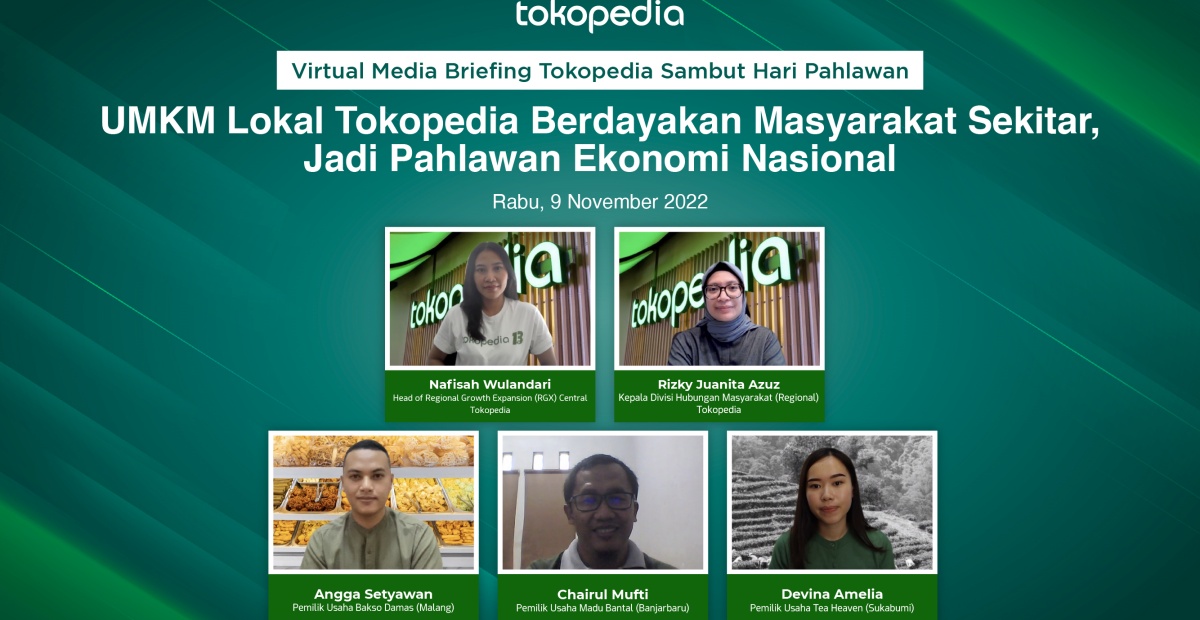 tokopedia
Virtual Media Briefing Tokopedia Sambut Hari Pahlawan
UMKM Lokal Tokopedia Berdayakan Masyarakat Sekitar,
Jadi Pahlawan Ekonomi Nasional
Rabu, 9 November 2022
tokopedia
tokopedia 13
tokopedia
Nafisah Wulandari
Head of Regional Growth Expansion (RGX) Central
Tokopedia
Rizky Juanita Azuz
Kepala Divisi Hubungan Masyarakat (Regional)
Tokopedia
Angga Setyawan
Pemilik Usaha Bakso Damas (Malang)
Chairul Mufti
Pemilik Usaha Madu Bantal (Banjarbaru)
Devina Amelia
Pemilik Usaha Tea Heaven (Sukabumi)